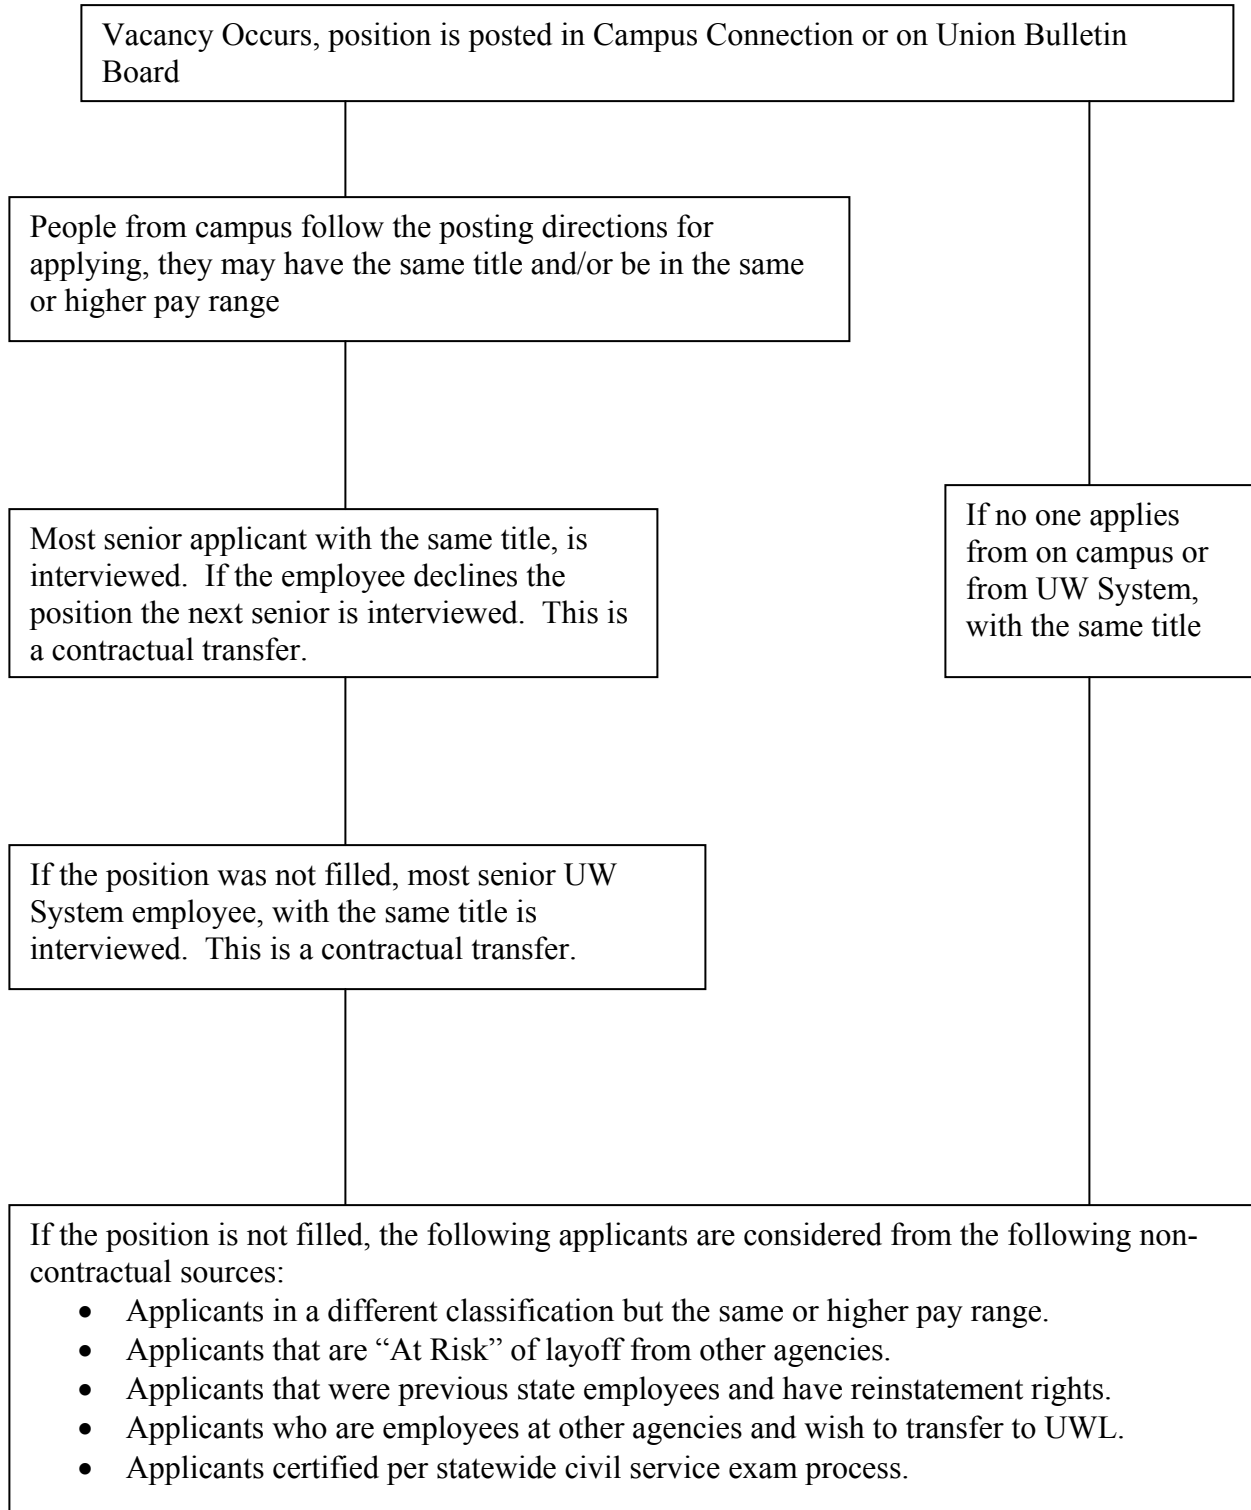 Vacancy Occurs, position is posted in Campus Connection or on Union Bulletin
Board
People from campus follow the posting directions for
applying, they may have the same title and/or be in the same
or higher pay range
Most senior applicant with the same title, is
interviewed.  If the employee declines the
position the next senior is interviewed.  This is
a contractual transfer.
If no one applies
from on campus or
from UW System,
with the same title
If the position was not filled, most senior UW
System employee, with the same title is
interviewed.  This is a contractual transfer.
If the position is not filled, the following applicants are considered from the following non-
contractual sources:
• Applicants in a different classification but the same or higher pay range.
• Applicants that are “At Risk” of layoff from other agencies.
• Applicants that were previous state employees and have reinstatement rights.
• Applicants who are employees at other agencies and wish to transfer to UWL.
• Applicants certified per statewide civil service exam process.